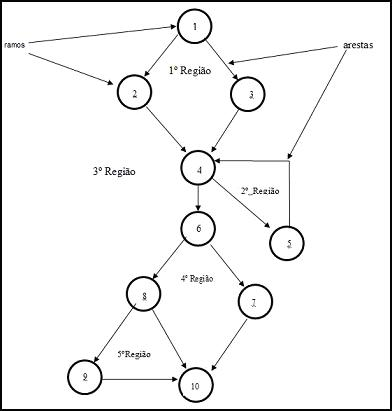 1
ramos
arestas
1º Região
2
3
3º Região
4
2º_Região
6
5
4º Região
8
7
5ºRegião
9
10